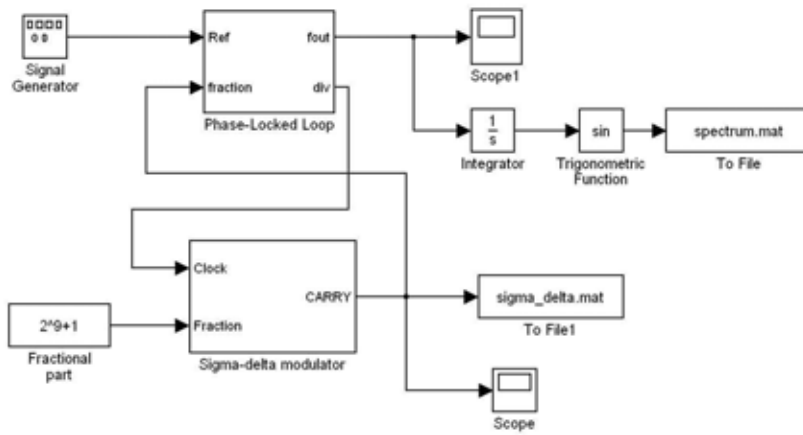 Ref
fout
Signal
Generator
Scope1
fraction
div
Phase-Locked Loop
1
s
sin
spectrum.mat
Integrator
Trigonometric
Function
To File
Clock
CARRY
sigma_delta.mat
2^9+1
Fraction
To File1
Fractional
part
Sigma-delta modulator
Scope